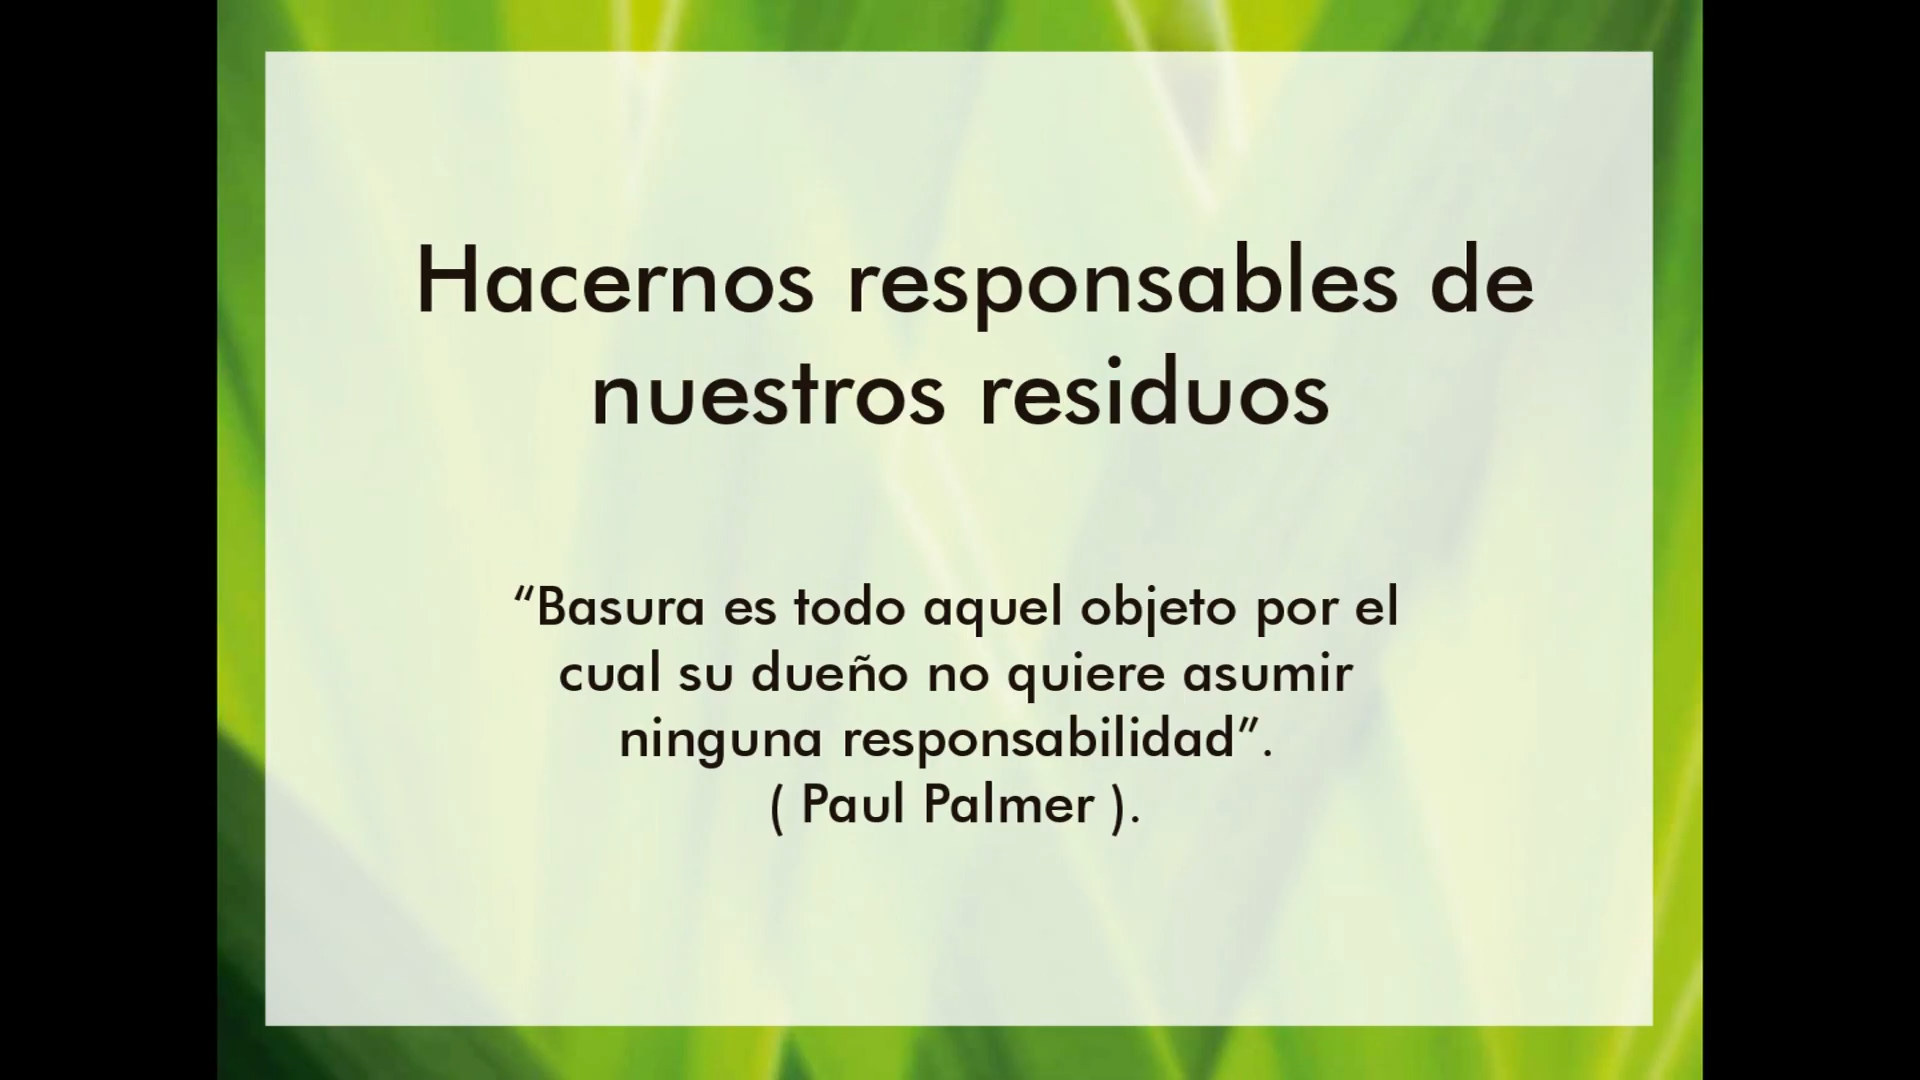 Hacernos responsables de
nuestros residuos
“Basura es todo aquel objeto por el
cual su dueño no quiere asumir
ninguna responsabilidad”.
( Paul Palmer ).